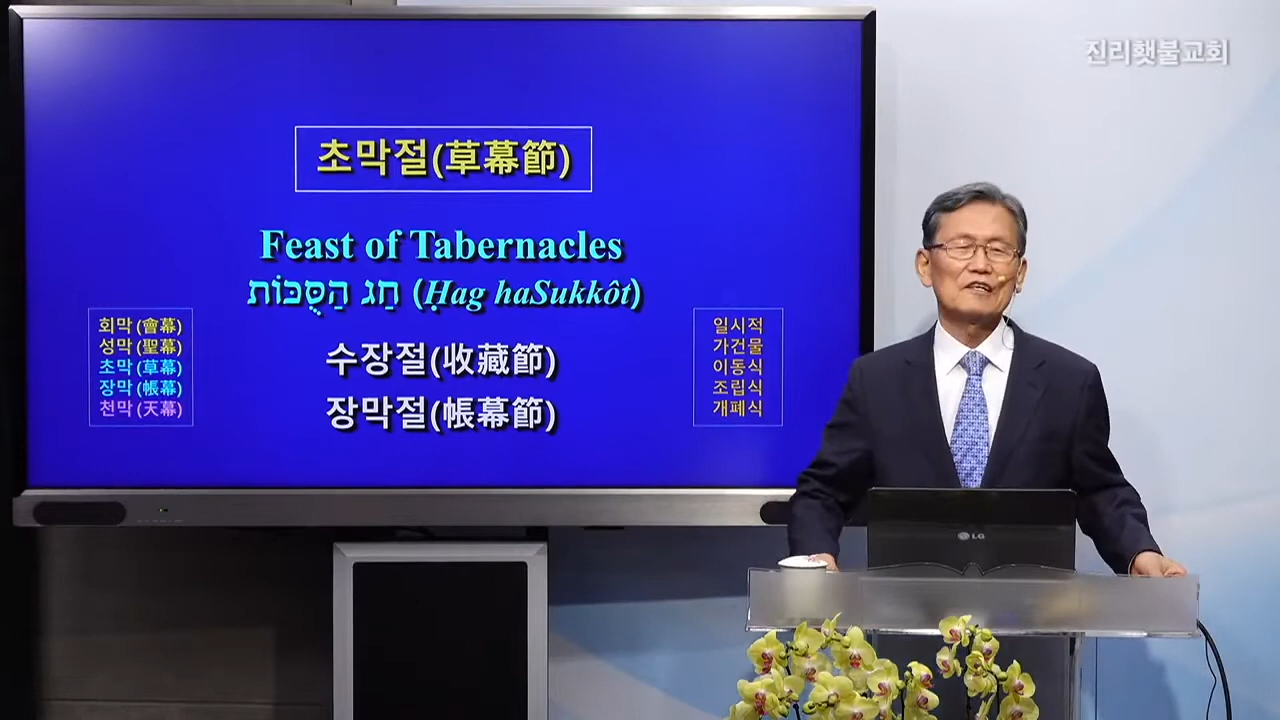 진리횃불교회
초막절(草幕節)
Feast of Tabernacles
חַג הַסֻּכּוֹת (Ḥag haSukkôt)
회막(會幕)
성막(聖幕)
초막(草幕)
장막(帳幕)
천막(天幕)
수장절(收藏節)
장막절(帳幕節)
일시적
가건물
이동식
조립식
개폐식
LG